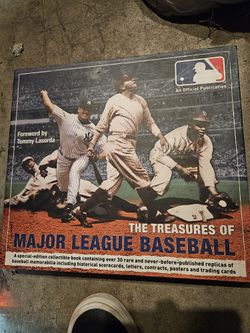 An Official Publication
Foreword by
Tommy Lasorda
THE TREASURES OF
MAJOR LEAGUE BASEBALL
A special-edition collectible book containing over 30 rare and never-before-published replicas of
baseball memorabilia including historical scorecards, letters, contracts, posters and trading cards